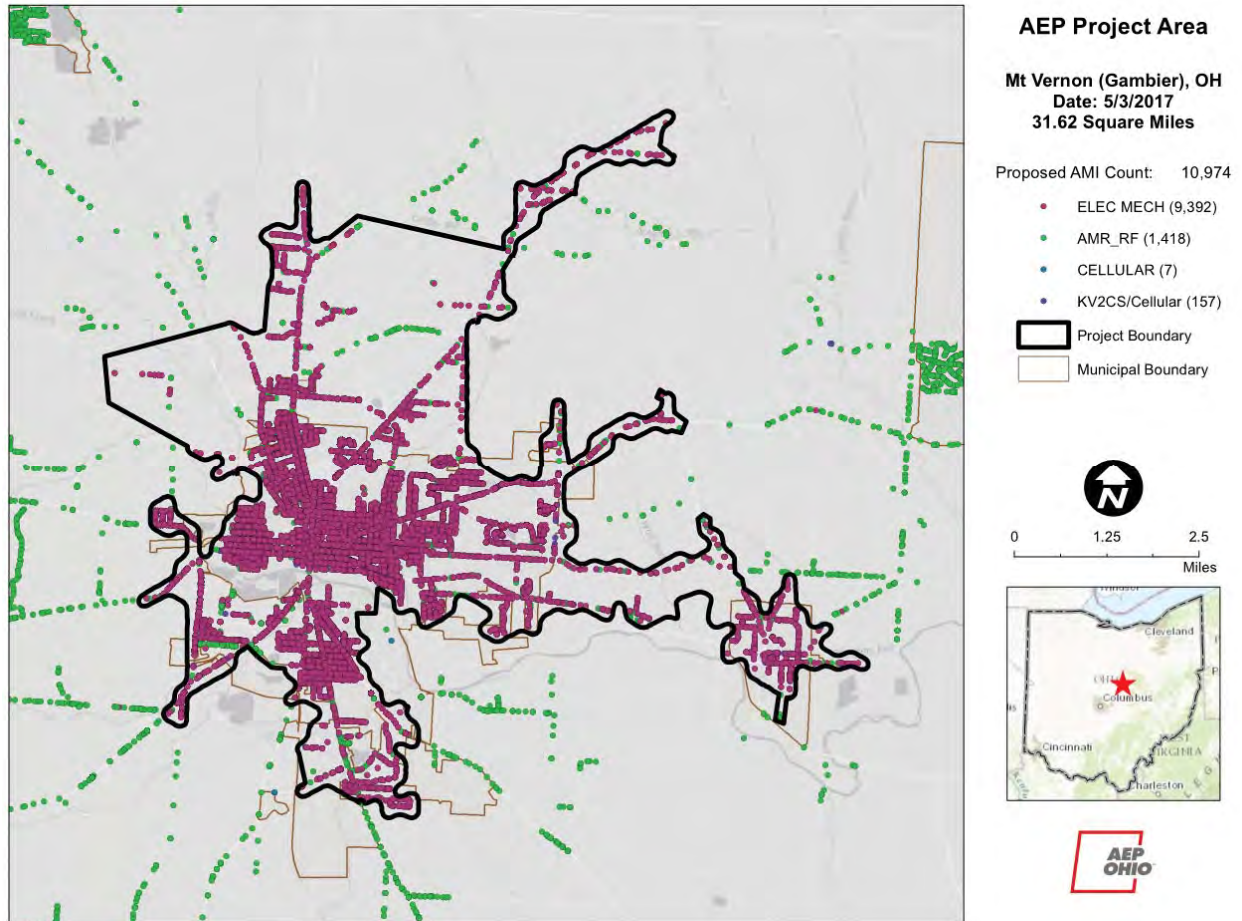 AEP Project Area
Mt Vernon (Gambier), OH
Date: 5/3/2017
31.62 Square Miles
Proposed AMI Count: 10,974
ELEC MECH (9,392)
AMR_RF (1,418)
CELLULAR (7)
KV2CS/Cellular (157)
Project Boundary
Municipal Boundary
N
0 1.25 2.5
Miles
Cleveland
Columbus
Cincinnati
Charleston
AEP
OHIO